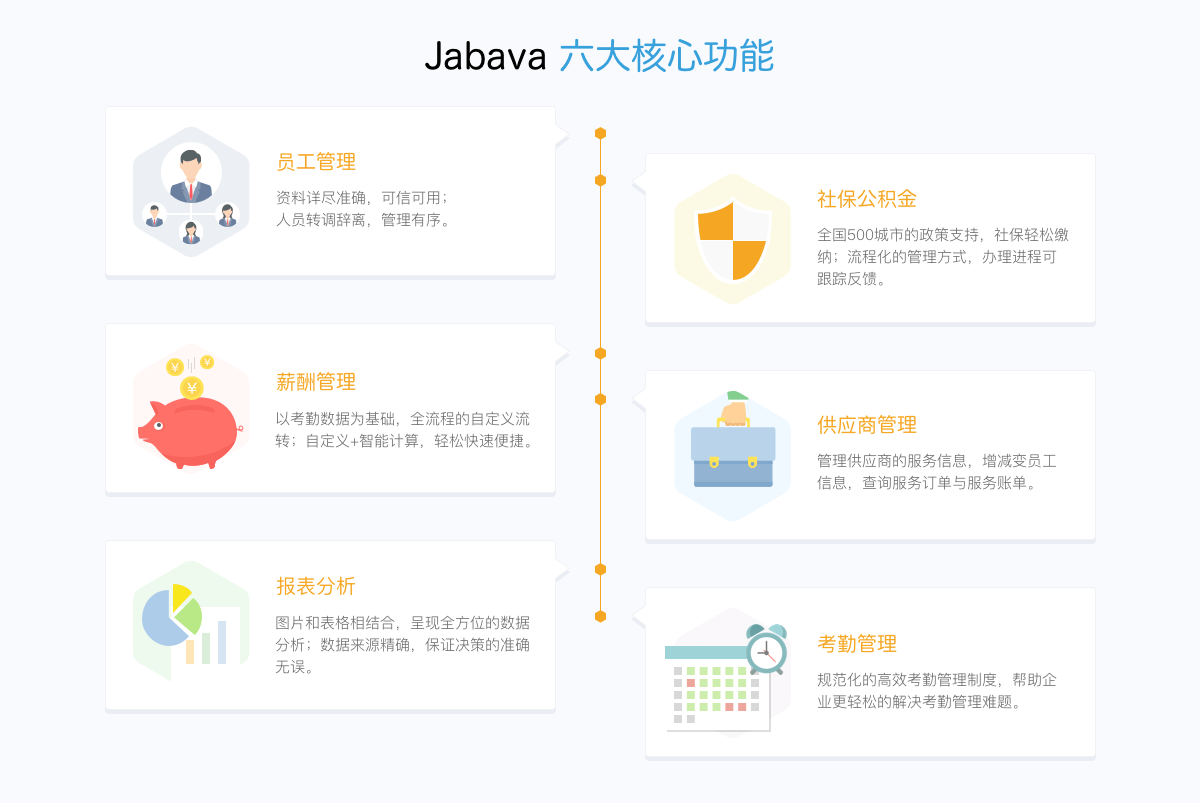 Jabava 六大核心功能
员工管理
资料详尽准确，可信可用；
人员转调辞离，管理有序。
社保公积金
全国500城市的政策支持，社保轻松缴
纳；流程化的管理方式，办理进程可
跟踪反馈。
薪酬管理
以考勤数据为基础，全流程的自定义流
转；自定义+智能计算，轻松快速便捷。
供应商管理
管理供应商的服务信息，增减变员工
信息，查询服务订单与服务账单。
报表分析
图片和表格相结合，呈现全方位的数据
分析；数据来源精确，保证决策的准确
无误。
考勤管理
规范化的高效考勤管理制度，帮助企
业更轻松的解决考勤管理难题。